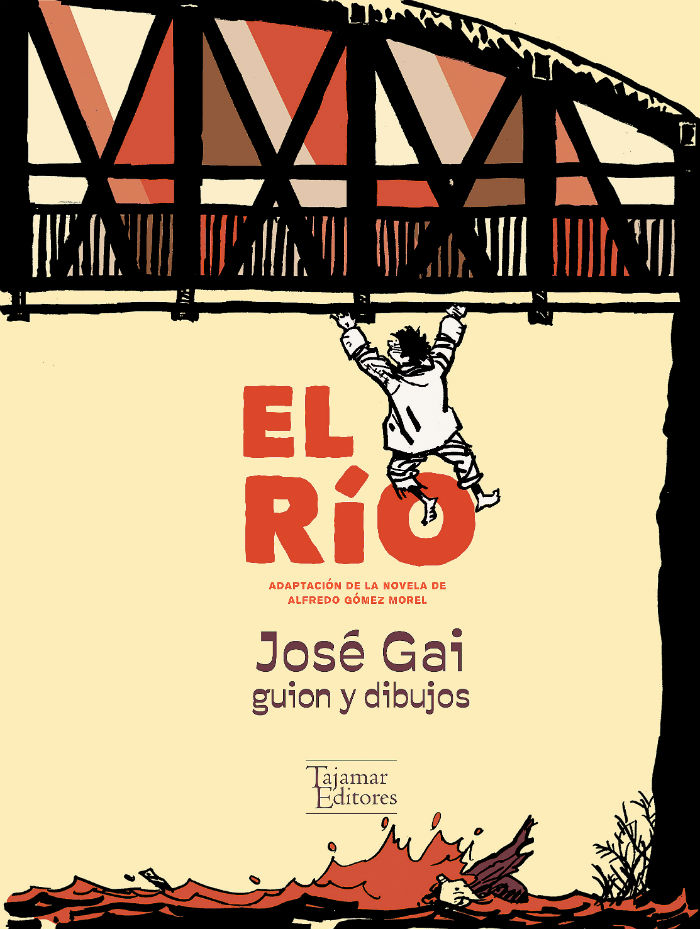 EL
RÍO
ADAPTACIÓN DE LA NOVELA DE
ALFREDO GÓMEZ MOREL
José Gai
guion y dibujos
Tajamar
Editores